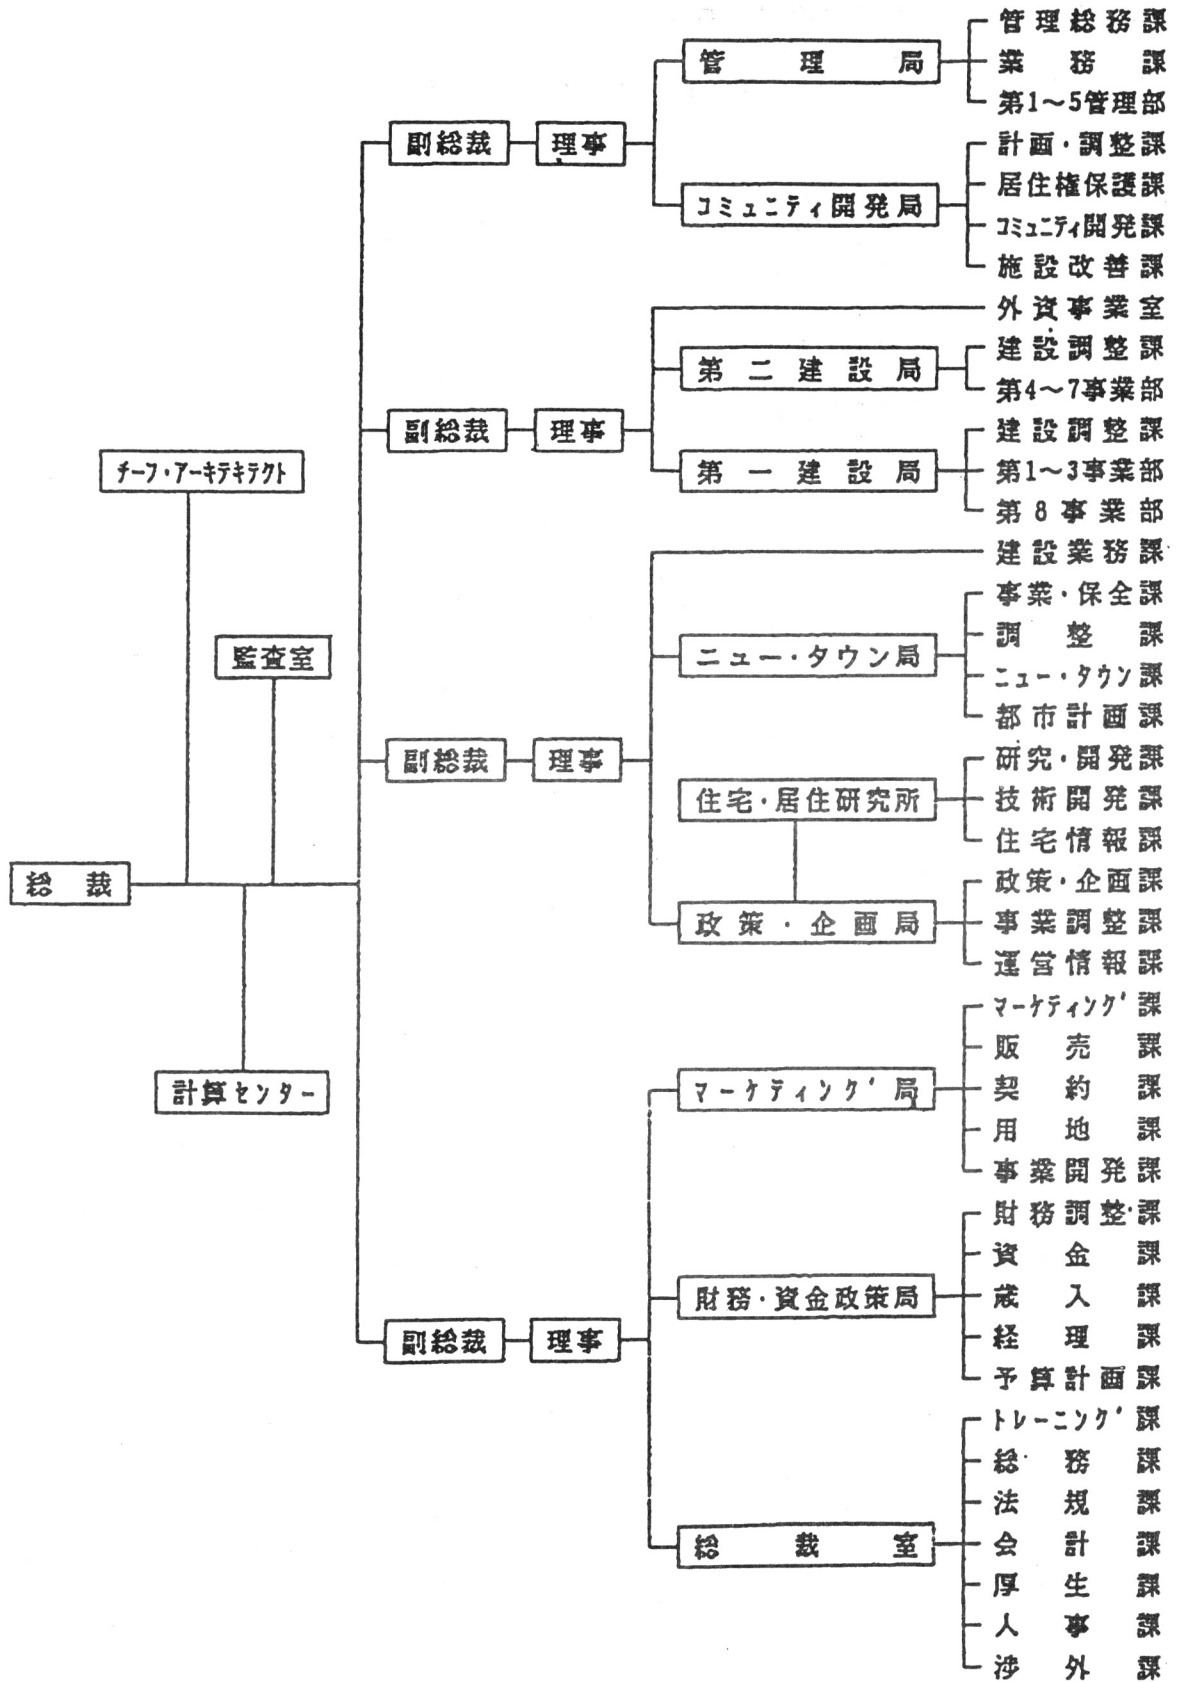 管理総務課
管理局
業務課
第1～5管理部
副総裁
理事
計画・調整課
居住権保護課
コミュニティ開発局
コミュニティ開発課
施設改善課
外資事業室
建設調整課
第二建設局
第4～7事業部
副総裁
理事
建設調整課
第一建設局
第1～3事業部
第8事業部
チーフ・アーキテキテクト
建設業務課
事業・保全課
調整課
監査室
ニュー・タウン局
ニュー・タウン課
都市計画課
副総裁
理事
研究・開発課
住宅・居住研究所
技術開発課
住宅情報課
総裁
政策・企画課
政策・企画局
事業調整課
運営情報課
マーケティング課
販売課
計算センター
マーケティング局
契約課
用地課
事業開発課
財務調整課
資金課
財務・資金政策局
歳入課
副総裁
理事
経理課
予算計画課
トレーニング課
総務課
法規課
総裁室
会計課
厚生課
人事課
渉外課